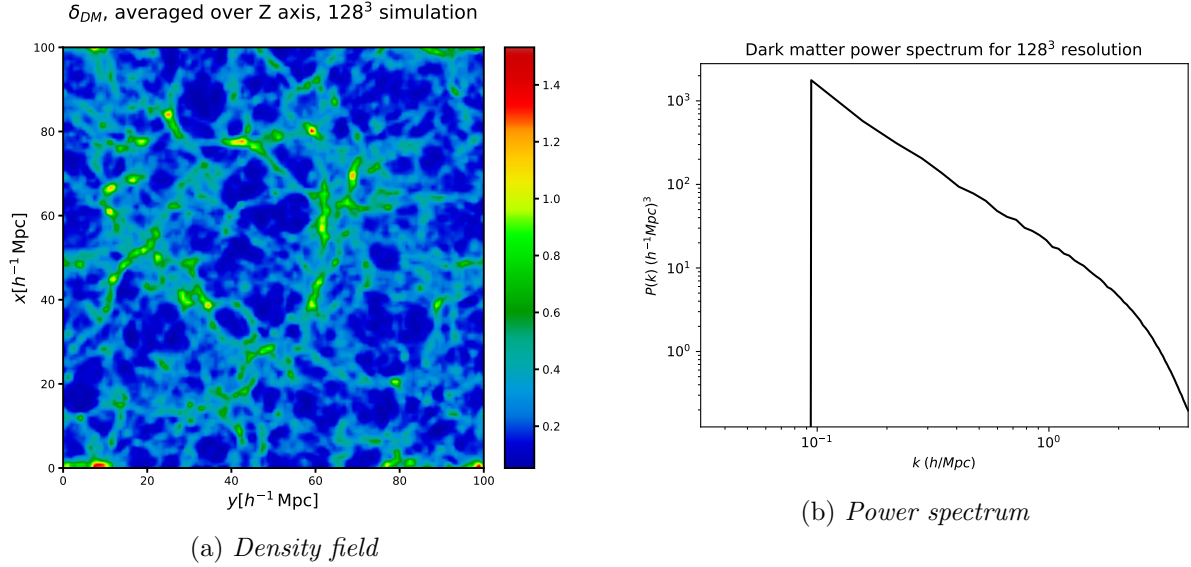 δ_DM, averaged over Z axis, 128³ simulation
100
80
60
40
20
0
x[h⁻¹ Mpc]
0 20 40 60 80 100
y[h⁻¹ Mpc]
1.4
1.2
1.0
0.8
0.6
0.4
0.2
(a) Density field
Dark matter power spectrum for 128³ resolution
10³
10²
10¹
10⁰
P(k) (h⁻¹Mpc)³
10⁻¹ 10⁰
k (h/Mpc)
(b) Power spectrum